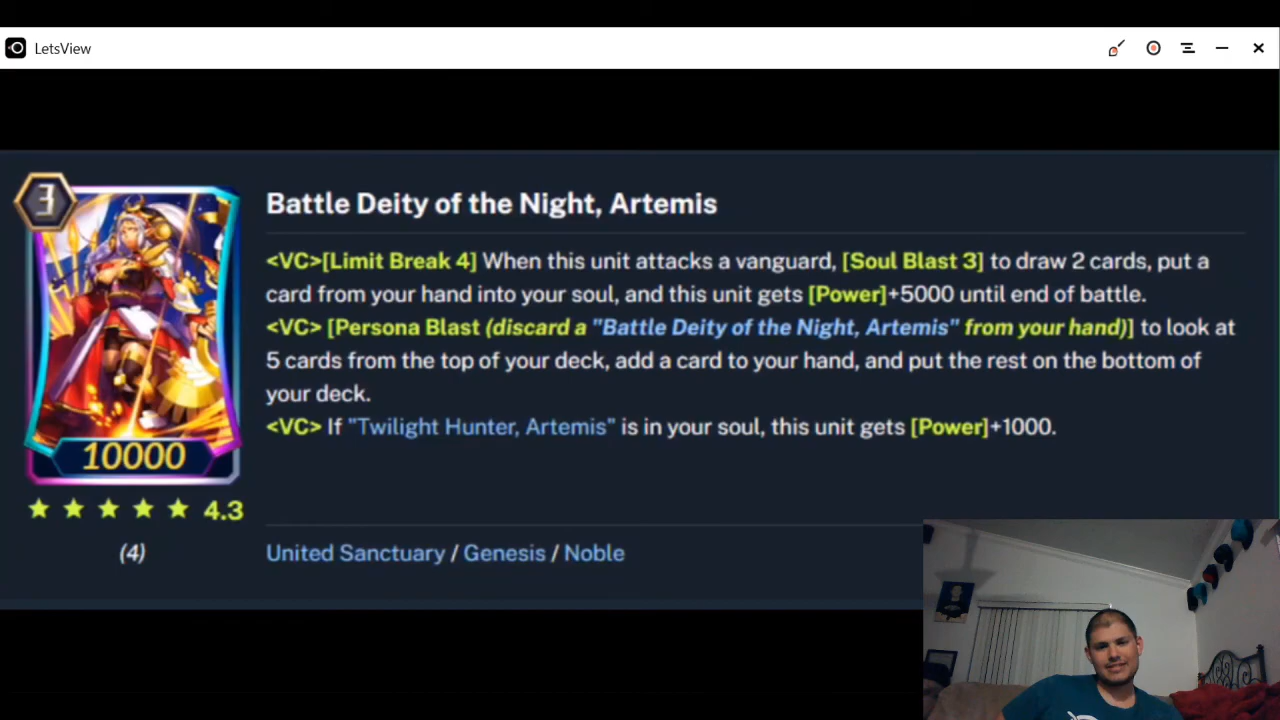 LetsView
3
Battle Deity of the Night, Artemis
<VC>[Limit Break 4] When this unit attacks a vanguard, [Soul Blast 3] to draw 2 cards, put a
card from your hand into your soul, and this unit gets [Power]+5000 until end of battle.
<VC> [Persona Blast (discard a "Battle Deity of the Night, Artemis" from your hand)] to look at
5 cards from the top of your deck, add a card to your hand, and put the rest on the bottom of
your deck.
<VC> If "Twilight Hunter, Artemis" is in your soul, this unit gets [Power]+1000.
10000
4.3
(4)
United Sanctuary / Genesis / Noble